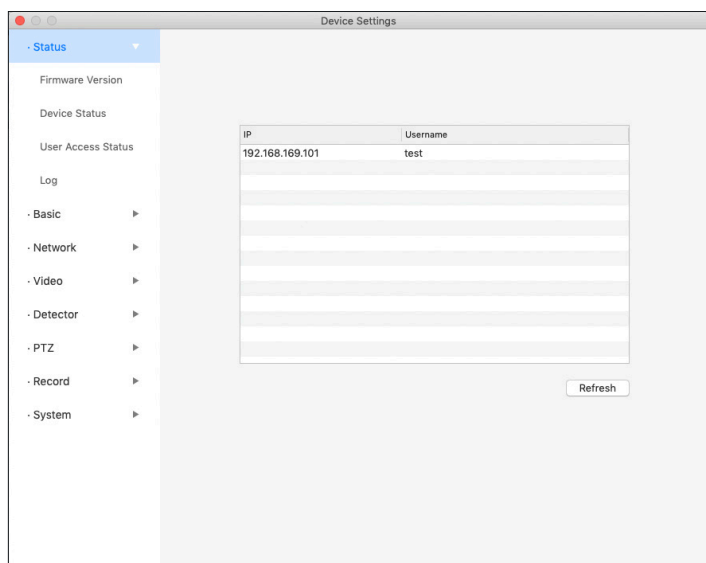 Device Settings
· Status
Firmware Version
Device Status
User Access Status
Log
· Basic
· Network
· Video
· Detector
· PTZ
· Record
· System
IP Username
192.168.169.101 test
Refresh